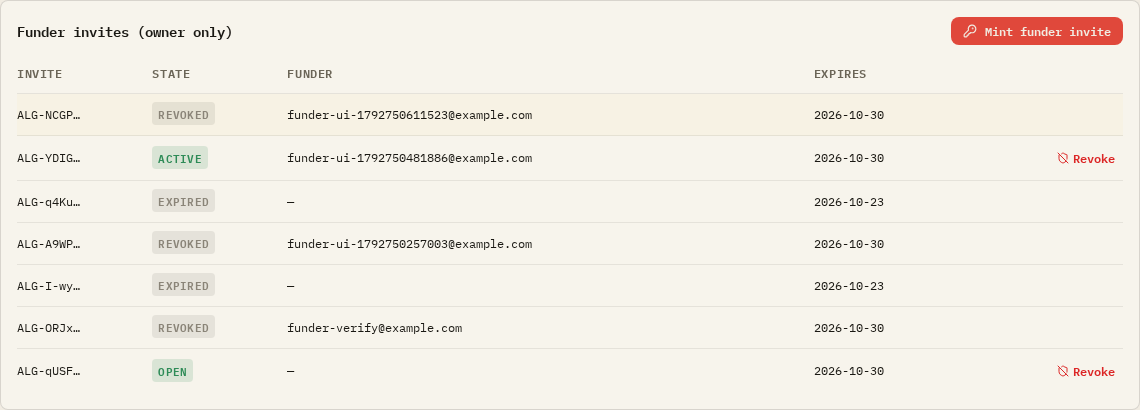 Funder invites (owner only)
Mint funder invite
INVITE STATE FUNDER EXPIRES
ALG-NCGP… REVOKED funder-ui-1792750611523@example.com 2026-10-30
ALG-YDIG… ACTIVE funder-ui-1792750481886@example.com 2026-10-30 Revoke
ALG-q4Ku… EXPIRED — 2026-10-23
ALG-A9WP… REVOKED funder-ui-1792750257003@example.com 2026-10-30
ALG-I-wy… EXPIRED — 2026-10-23
ALG-ORJx… REVOKED funder-verify@example.com 2026-10-30
ALG-qUSF… OPEN — 2026-10-30 Revoke